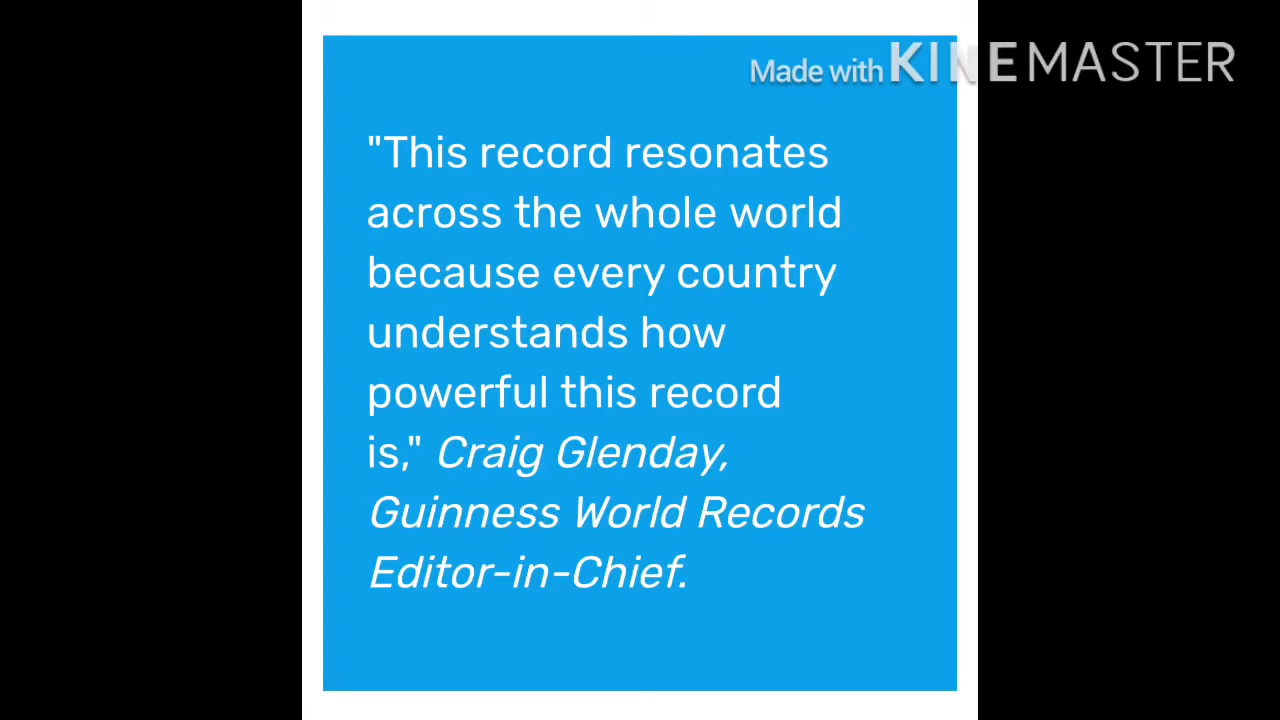 Made with KINEMASTER
"This record resonates
across the whole world
because every country
understands how
powerful this record
is," Craig Glenday,
Guinness World Records
Editor-in-Chief.